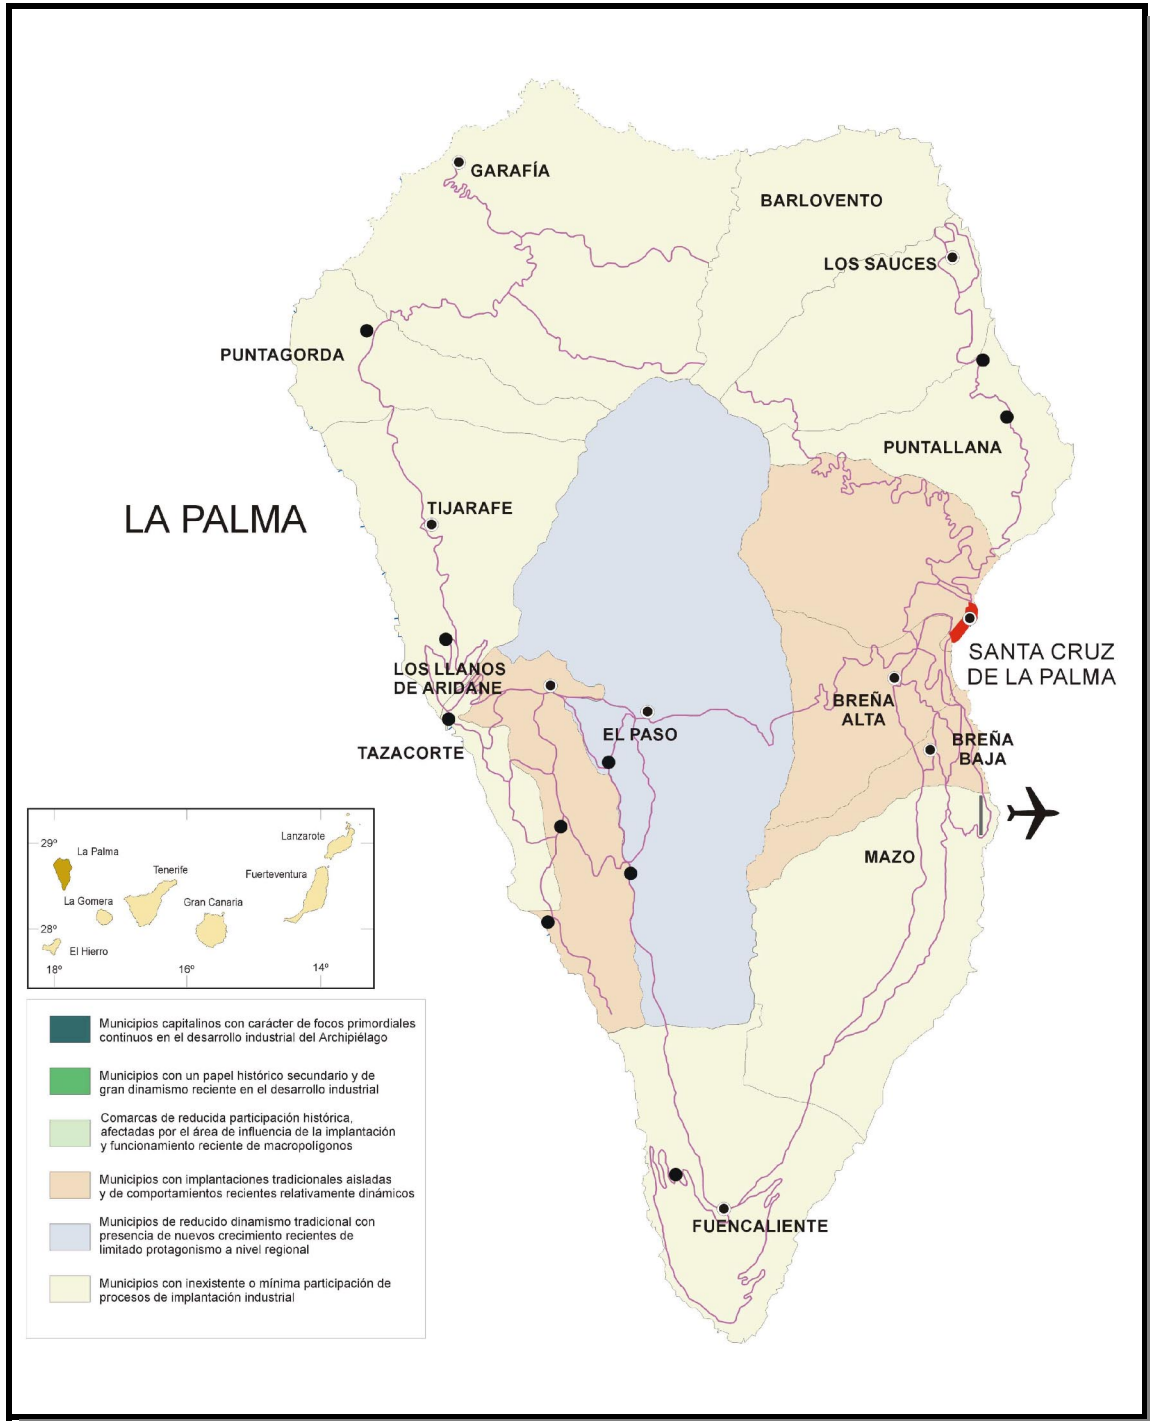 GARAFÍA
BARLOVENTO
LOS SAUCES
PUNTAGORDA
PUNTALLANA
LA PALMA
TIJARAFE
SANTA CRUZ
DE LA PALMA
LOS LLANOS
DE ARIDANE
BREÑA
ALTA
EL PASO
BREÑA
BAJA
TAZACORTE
MAZO
FUENCALIENTE
29º
28º
18º
16º
14º
La Palma
Lanzarote
Tenerife
Fuerteventura
La Gomera
Gran Canaria
El Hierro
Municipios capitalinos con carácter de focos primordiales
continuos en el desarrollo industrial del Archipiélago
Municipios con un papel histórico secundario y de
gran dinamismo reciente en el desarrollo industrial
Comarcas de reducida participación histórica,
afectadas por el área de influencia de la implantación
y funcionamiento reciente de macropolígonos
Municipios con implantaciones tradicionales aisladas
y de comportamientos recientes relativamente dinámicos
Municipios de reducido dinamismo tradicional con
presencia de nuevos crecimiento recientes de
limitado protagonismo a nivel regional
Municipios con inexistente o mínima participación de
procesos de implantación industrial